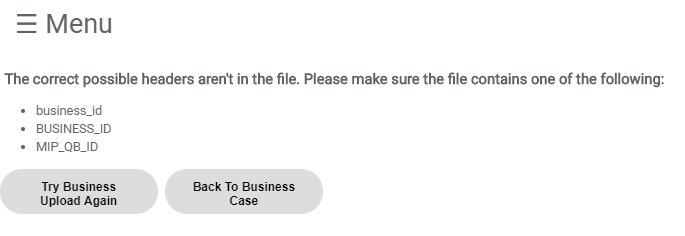 ☰ Menu
The correct possible headers aren't in the file. Please make sure the file contains one of the following:
• business_id
• BUSINESS_ID
• MIP_QB_ID
Try Business Upload Again
Back To Business Case